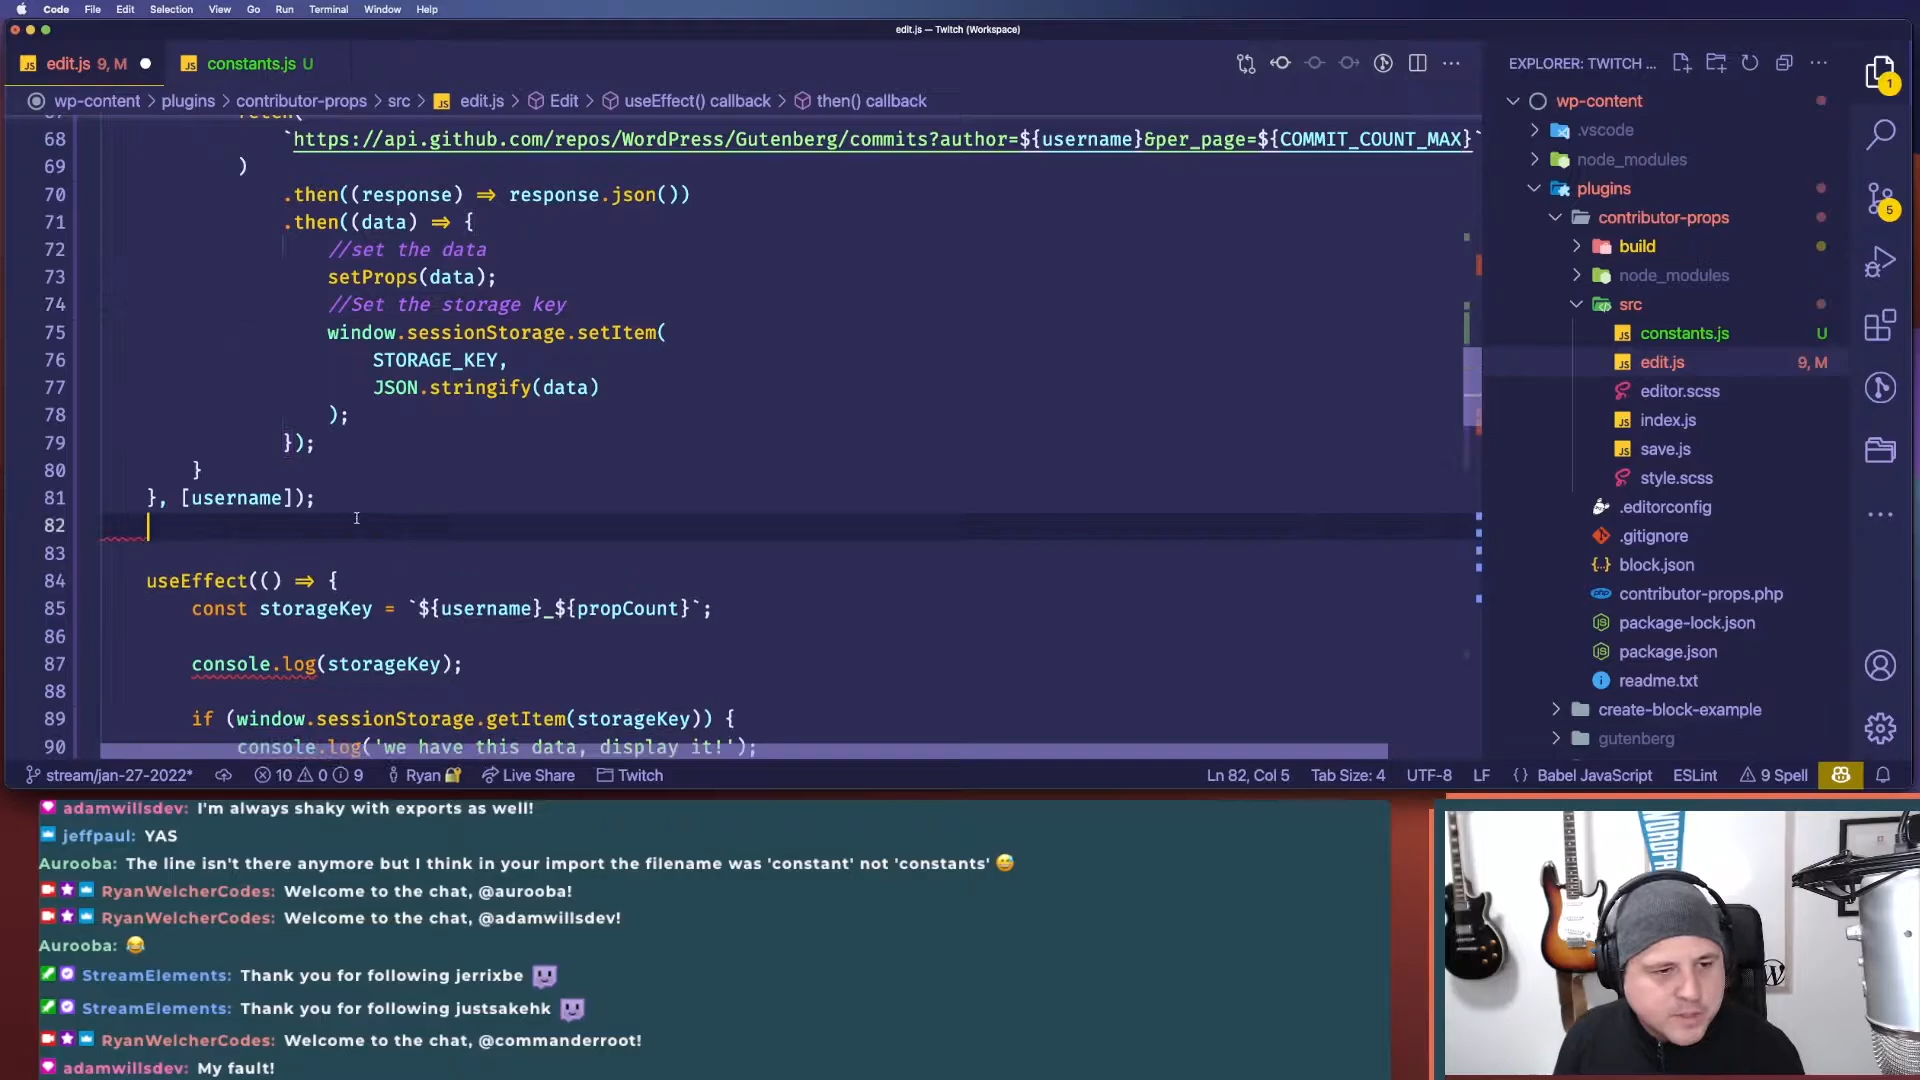 Code File Edit Selection View Go Run Terminal Window Help
edit.js — Twitch (Workspace)
edit.js 9, M
constants.js U
EXPLORER: TWITCH ...
wp-content > plugins > contributor-props > src > edit.js > Edit > useEffect() callback > then() callback
68 `https://api.github.com/repos/WordPress/Gutenberg/commits?author=${username}&per_page=${COMMIT_COUNT_MAX}`
69 )
70 .then((response) => response.json())
71 .then((data) => {
72 //set the data
73 setProps(data);
74 //Set the storage key
75 window.sessionStorage.setItem(
76 STORAGE_KEY,
77 JSON.stringify(data)
78 );
79 });
80 }
81 }, [username]);
82
83
84 useEffect(() => {
85 const storageKey = `${username}_${propCount}`;
86
87 console.log(storageKey);
88
89 if (window.sessionStorage.getItem(storageKey)) {
90 console.log('we have this data, display it!');
wp-content
.vscode
node_modules
plugins
contributor-props
build
node_modules
src
constants.js U
edit.js 9, M
editor.scss
index.js
save.js
style.scss
.editorconfig
.gitignore
block.json
contributor-props.php
package-lock.json
package.json
readme.txt
create-block-example
gutenberg
1
5
stream/jan-27-2022* 10 0 9 Ryan Live Share Twitch Ln 82, Col 5 Tab Size: 4 UTF-8 LF {} Babel JavaScript ESLint 9 Spell
adamwillsdev: I'm always shaky with exports as well!
jeffpaul: YAS
Aurooba: The line isn't there anymore but I think in your import the filename was 'constant' not 'constants' 😅
RyanWelcherCodes: Welcome to the chat, @aurooba!
RyanWelcherCodes: Welcome to the chat, @adamwillsdev!
Aurooba: 😂
StreamElements: Thank you for following jerrixbe
StreamElements: Thank you for following justsakehk
RyanWelcherCodes: Welcome to the chat, @commanderroot!
adamwillsdev: My fault!